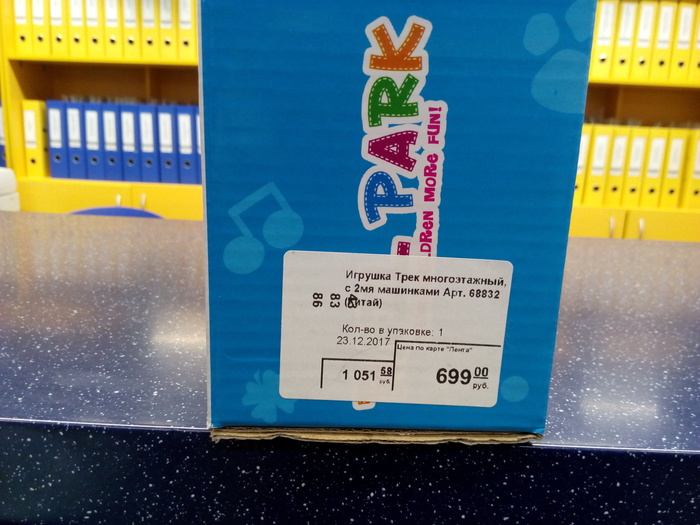 PARK
LDREN MORE FUN!
Игрушка Трек многоэтажный,
с 2мя машинками Арт. 68832
(Китай)
43
83
86
Кол-во в упаковке: 1
23.12.2017
Цена по карте "Лента"
1 051 58 руб.
699 00 руб.